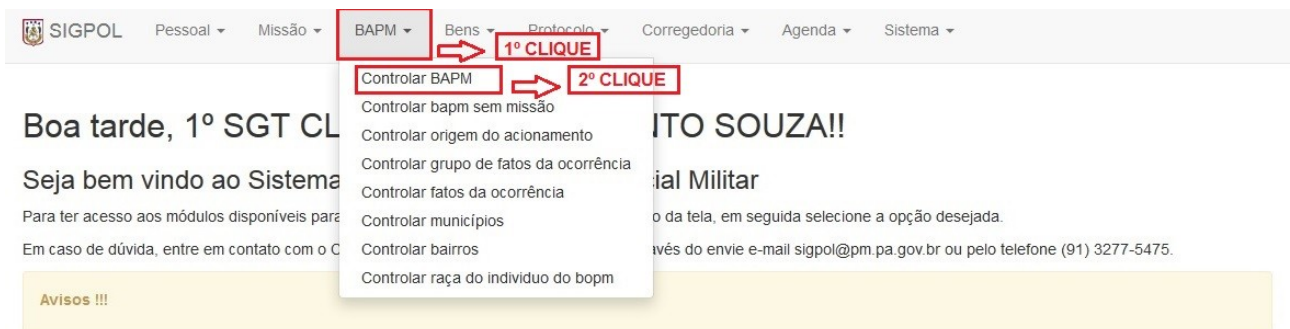 SIGPOL Pessoal Missão BAPM Bens Protocolo Corregedoria Agenda Sistema
1º CLIQUE
Controlar BAPM
2º CLIQUE
Controlar bapm sem missão
Controlar origem do acionamento
Controlar grupo de fatos da ocorrência
Controlar fatos da ocorrência
Controlar municípios
Controlar bairros
Controlar raça do individuo do bopm
Boa tarde, 1º SGT CL NTO SOUZA!!
Seja bem vindo ao Sistema ial Militar
Para ter acesso aos módulos disponíveis para o da tela, em seguida selecione a opção desejada.
Em caso de dúvida, entre em contato com o C avés do envie e-mail sigpol@pm.pa.gov.br ou pelo telefone (91) 3277-5475.
Avisos !!!